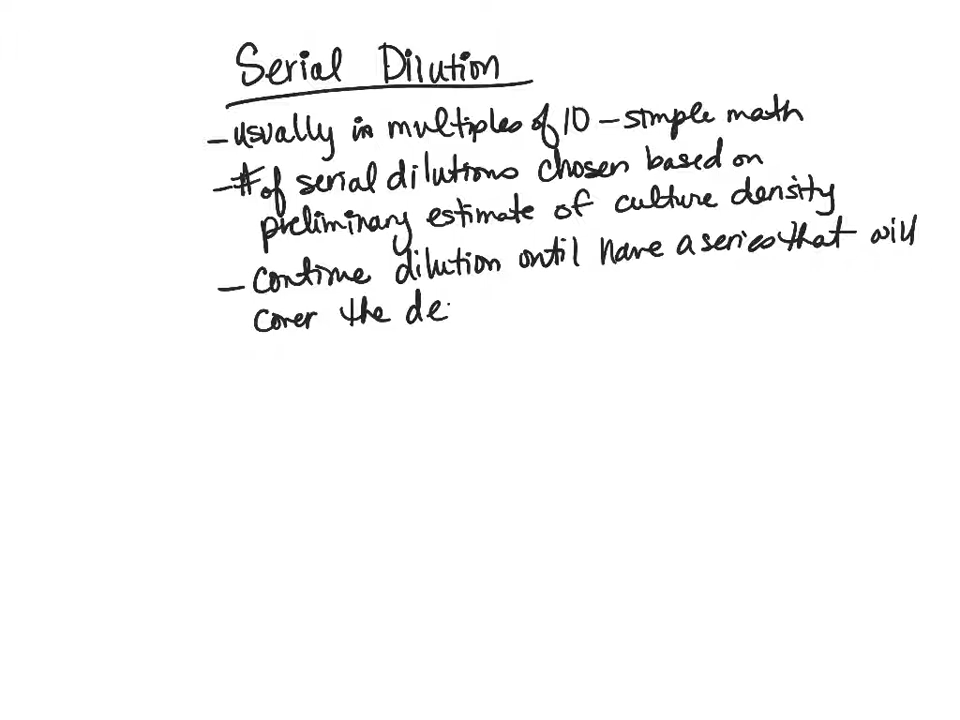 Serial Dilution
- usually in multiples of 10 - simple math
- # of serial dilutions chosen based on
preliminary estimate of culture density
- continue dilution until have a series that will
cover the de